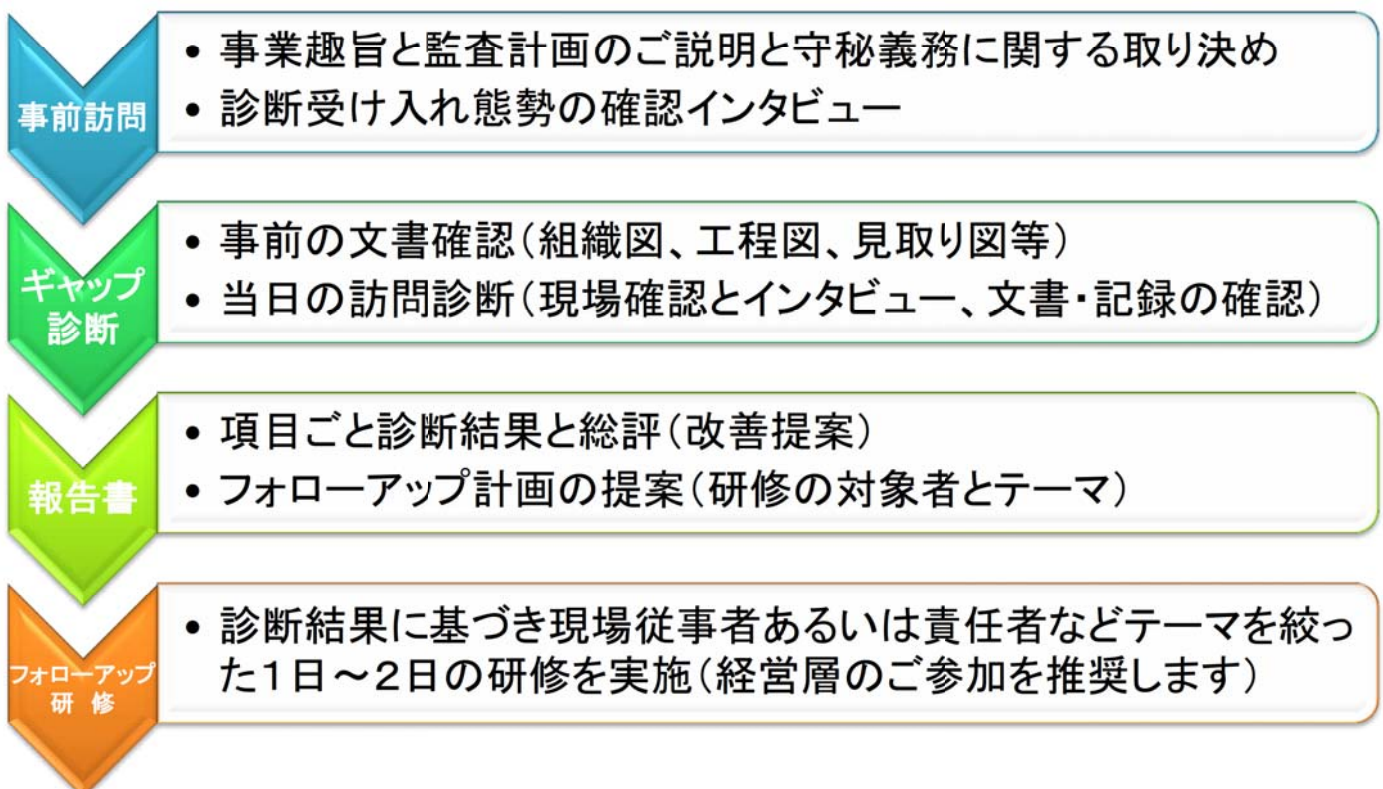 事前訪問
• 事業趣旨と監査計画のご説明と守秘義務に関する取り決め
• 診断受け入れ態勢の確認インタビュー
ギャップ
診断
• 事前の文書確認（組織図、工程図、見取り図等）
• 当日の訪問診断（現場確認とインタビュー、文書・記録の確認）
報告書
• 項目ごと診断結果と総評（改善提案）
• フォローアップ計画の提案（研修の対象者とテーマ）
フォローアップ
研 修
• 診断結果に基づき現場従事者あるいは責任者などテーマを絞っ
た１日～２日の研修を実施（経営層のご参加を推奨します）